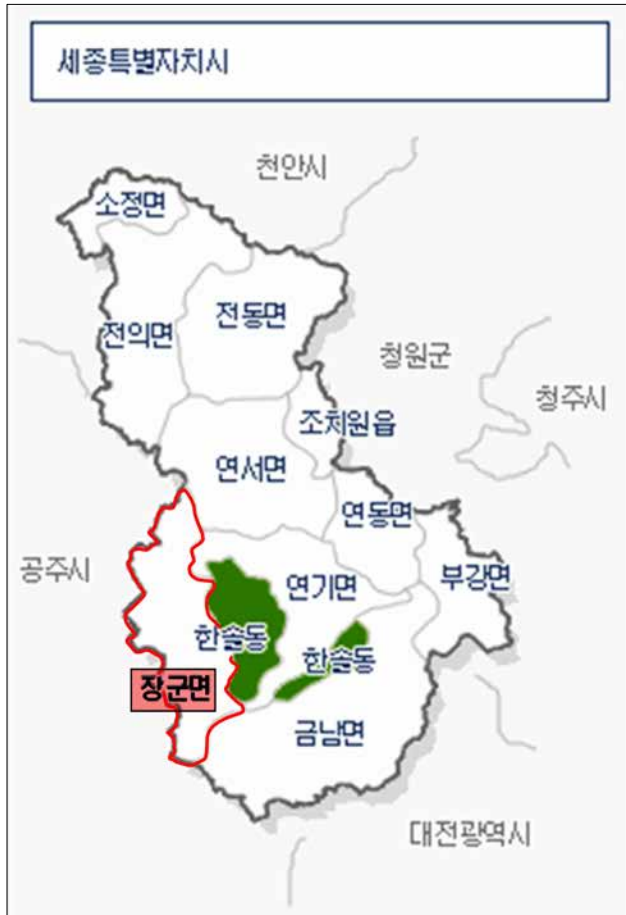 세종특별자치시
천안시
소정면
전동면
전의면
청원군
청주시
조치원읍
연서면
연동면
공주시
연기면
부강면
한솔동
한솔동
장군면
금남면
대전광역시